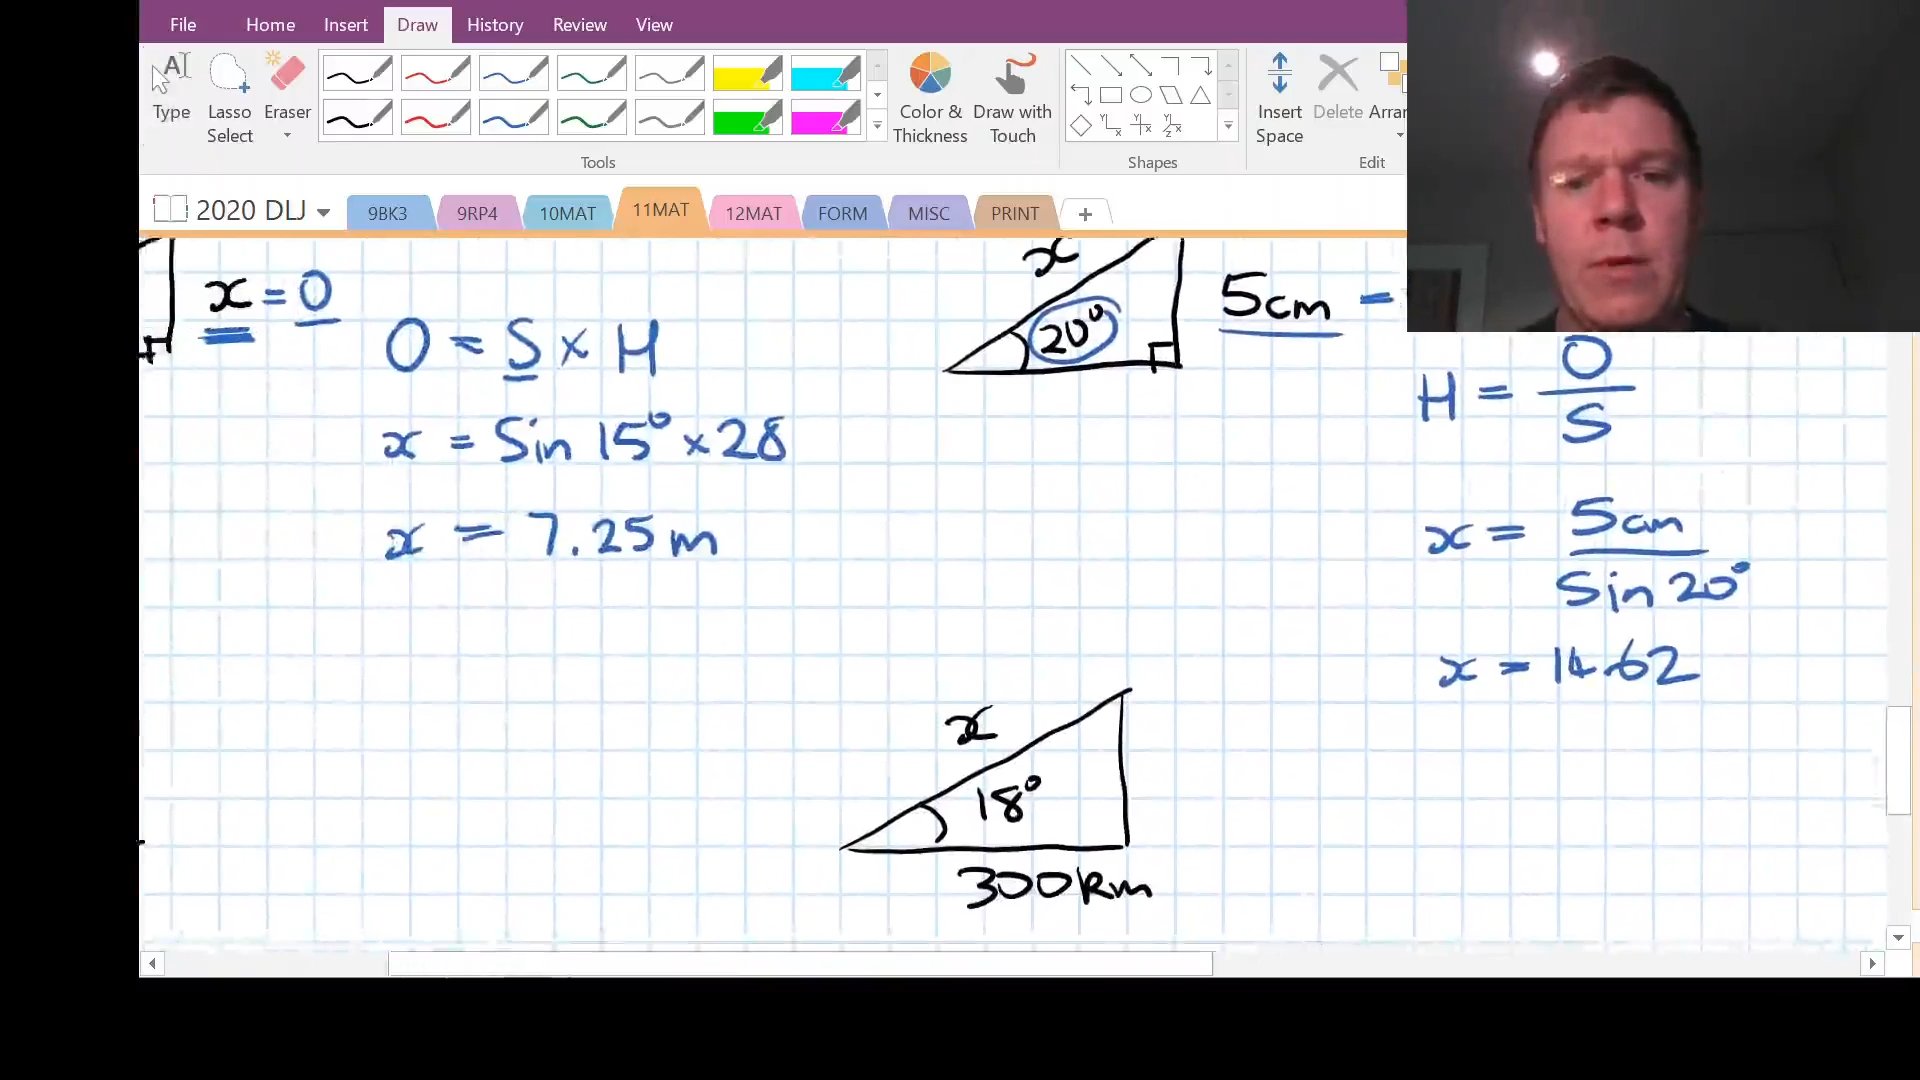 File Home Insert Draw History Review View
Type
Lasso Select
Eraser
Color & Thickness
Draw with Touch
Insert Space
Delete
Tools
Shapes
Edit
2020 DLJ
9BK3 9RP4 10MAT 11MAT 12MAT FORM MISC PRINT +
x = O
O = S × H
x = Sin 15° × 28
x = 7.25 m
x
20°
5cm =
H = O / S
x = 5cm / Sin 20°
x = 14.62
x
18°
300km